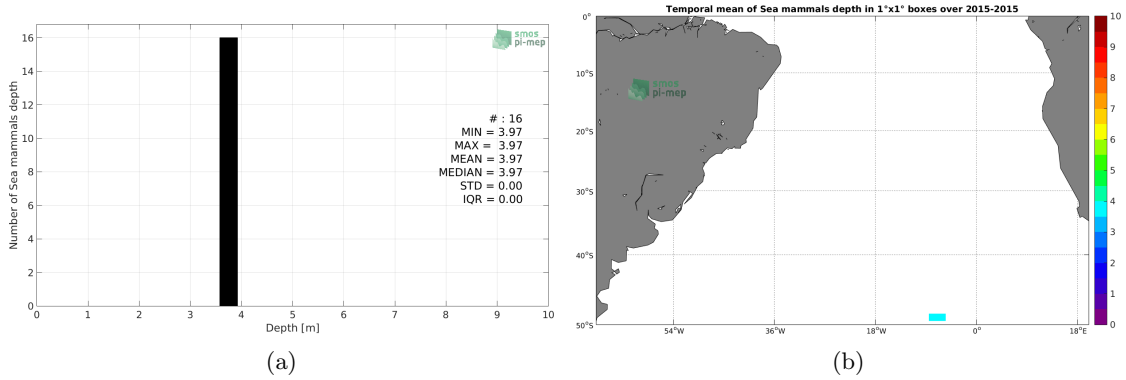 smos
pi-mep
Number of Sea mammals depth
16
14
12
10
8
6
4
2
0
# : 16
MIN = 3.97
MAX = 3.97
MEAN = 3.97
MEDIAN = 3.97
STD = 0.00
IQR = 0.00
0 1 2 3 4 5 6 7 8 9 10
Depth [m]
(a)
Temporal mean of Sea mammals depth in 1°x1° boxes over 2015-2015
0°
10°S
20°S
30°S
40°S
50°S
smos
pi-mep
54°W 36°W 18°W 0° 18°E
10
9
8
7
6
5
4
3
2
1
0
(b)